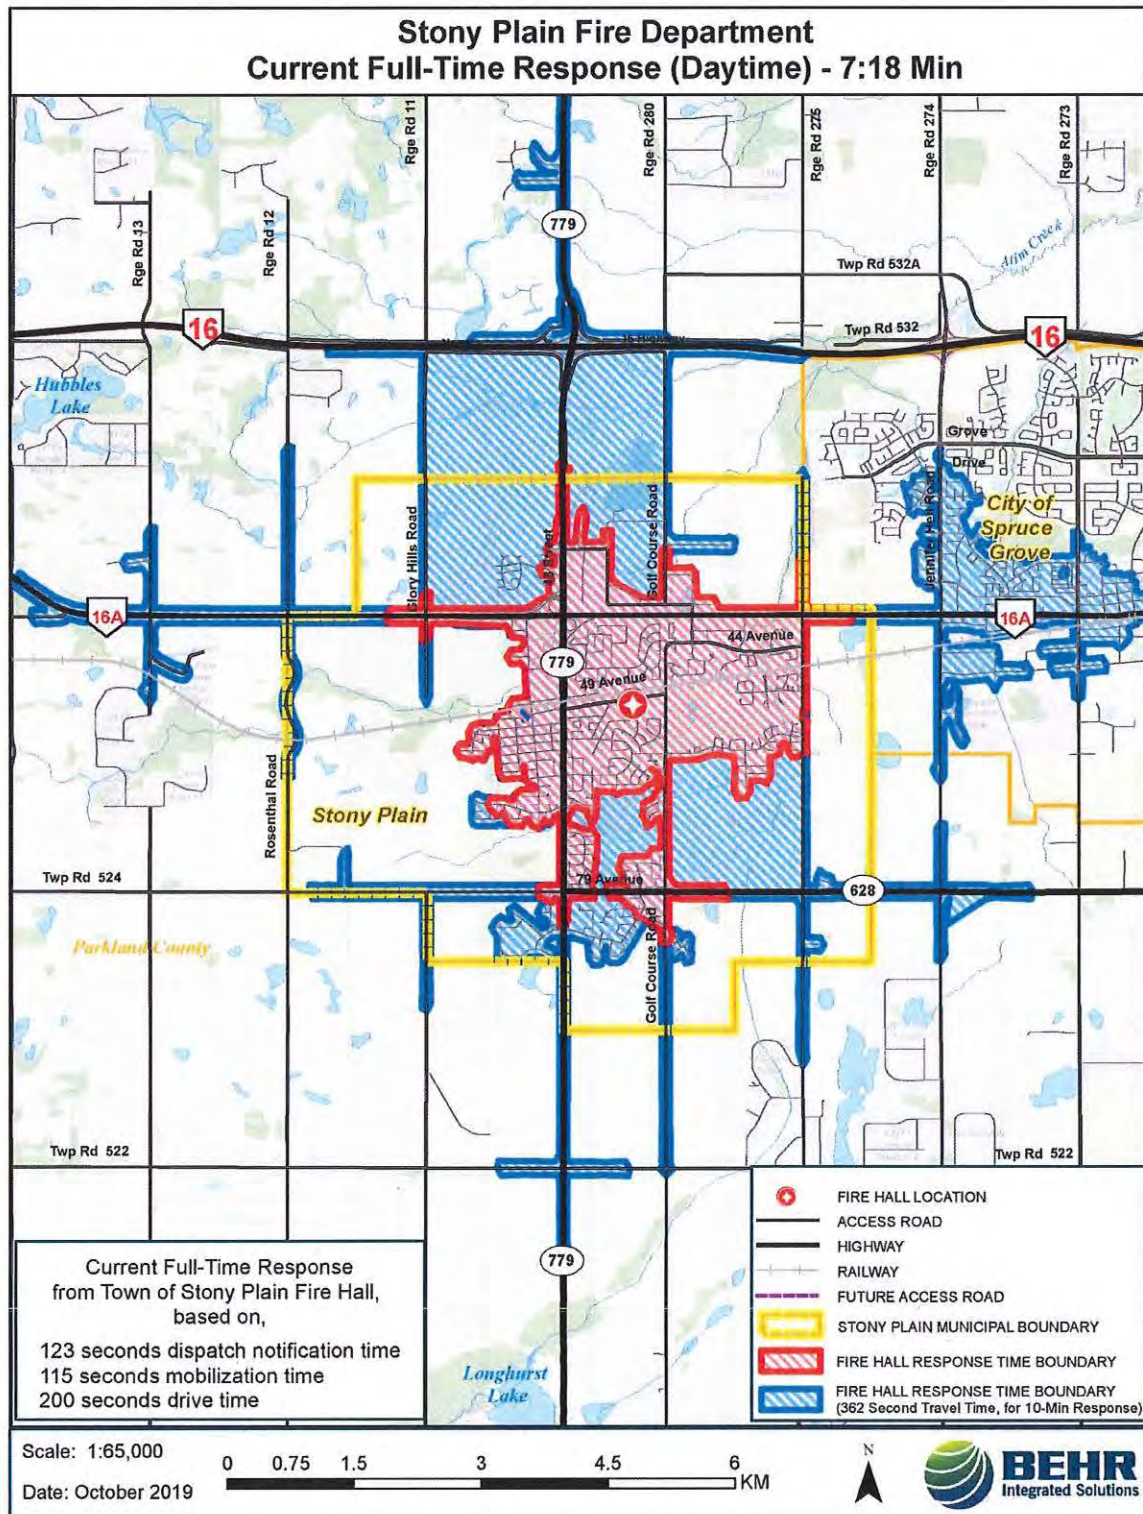 Stony Plain Fire Department
Current Full-Time Response (Daytime) - 7:18 Min
Rge Rd 11
Rge Rd 280
Rge Rd 275
Rge Rd 274
Rge Rd 273
Rge Rd 13
Rge Rd 12
779
Atim Creek
Twp Rd 532A
16
Twp Rd 532
16
16 Highway
Hubbles
Lake
Grove
Drive
City of
Spruce
Grove
Glory Hills Road
48 Street
Golf Course Road
Jennifer Heil Road
16A
16A
44 Avenue
779
49 Avenue
Rosenthal Road
Stony Plain
Twp Rd 524
79 Avenue
628
Parkland County
Golf Course Road
Twp Rd 522
Twp Rd 522
779
Longhurst
Lake
Current Full-Time Response
from Town of Stony Plain Fire Hall,
based on,
123 seconds dispatch notification time
115 seconds mobilization time
200 seconds drive time
FIRE HALL LOCATION
ACCESS ROAD
HIGHWAY
RAILWAY
FUTURE ACCESS ROAD
STONY PLAIN MUNICIPAL BOUNDARY
FIRE HALL RESPONSE TIME BOUNDARY
FIRE HALL RESPONSE TIME BOUNDARY
(362 Second Travel Time, for 10-Min Response)
Scale: 1:65,000
Date: October 2019
0 0.75 1.5 3 4.5 6
KM
N
BEHR
Integrated Solutions